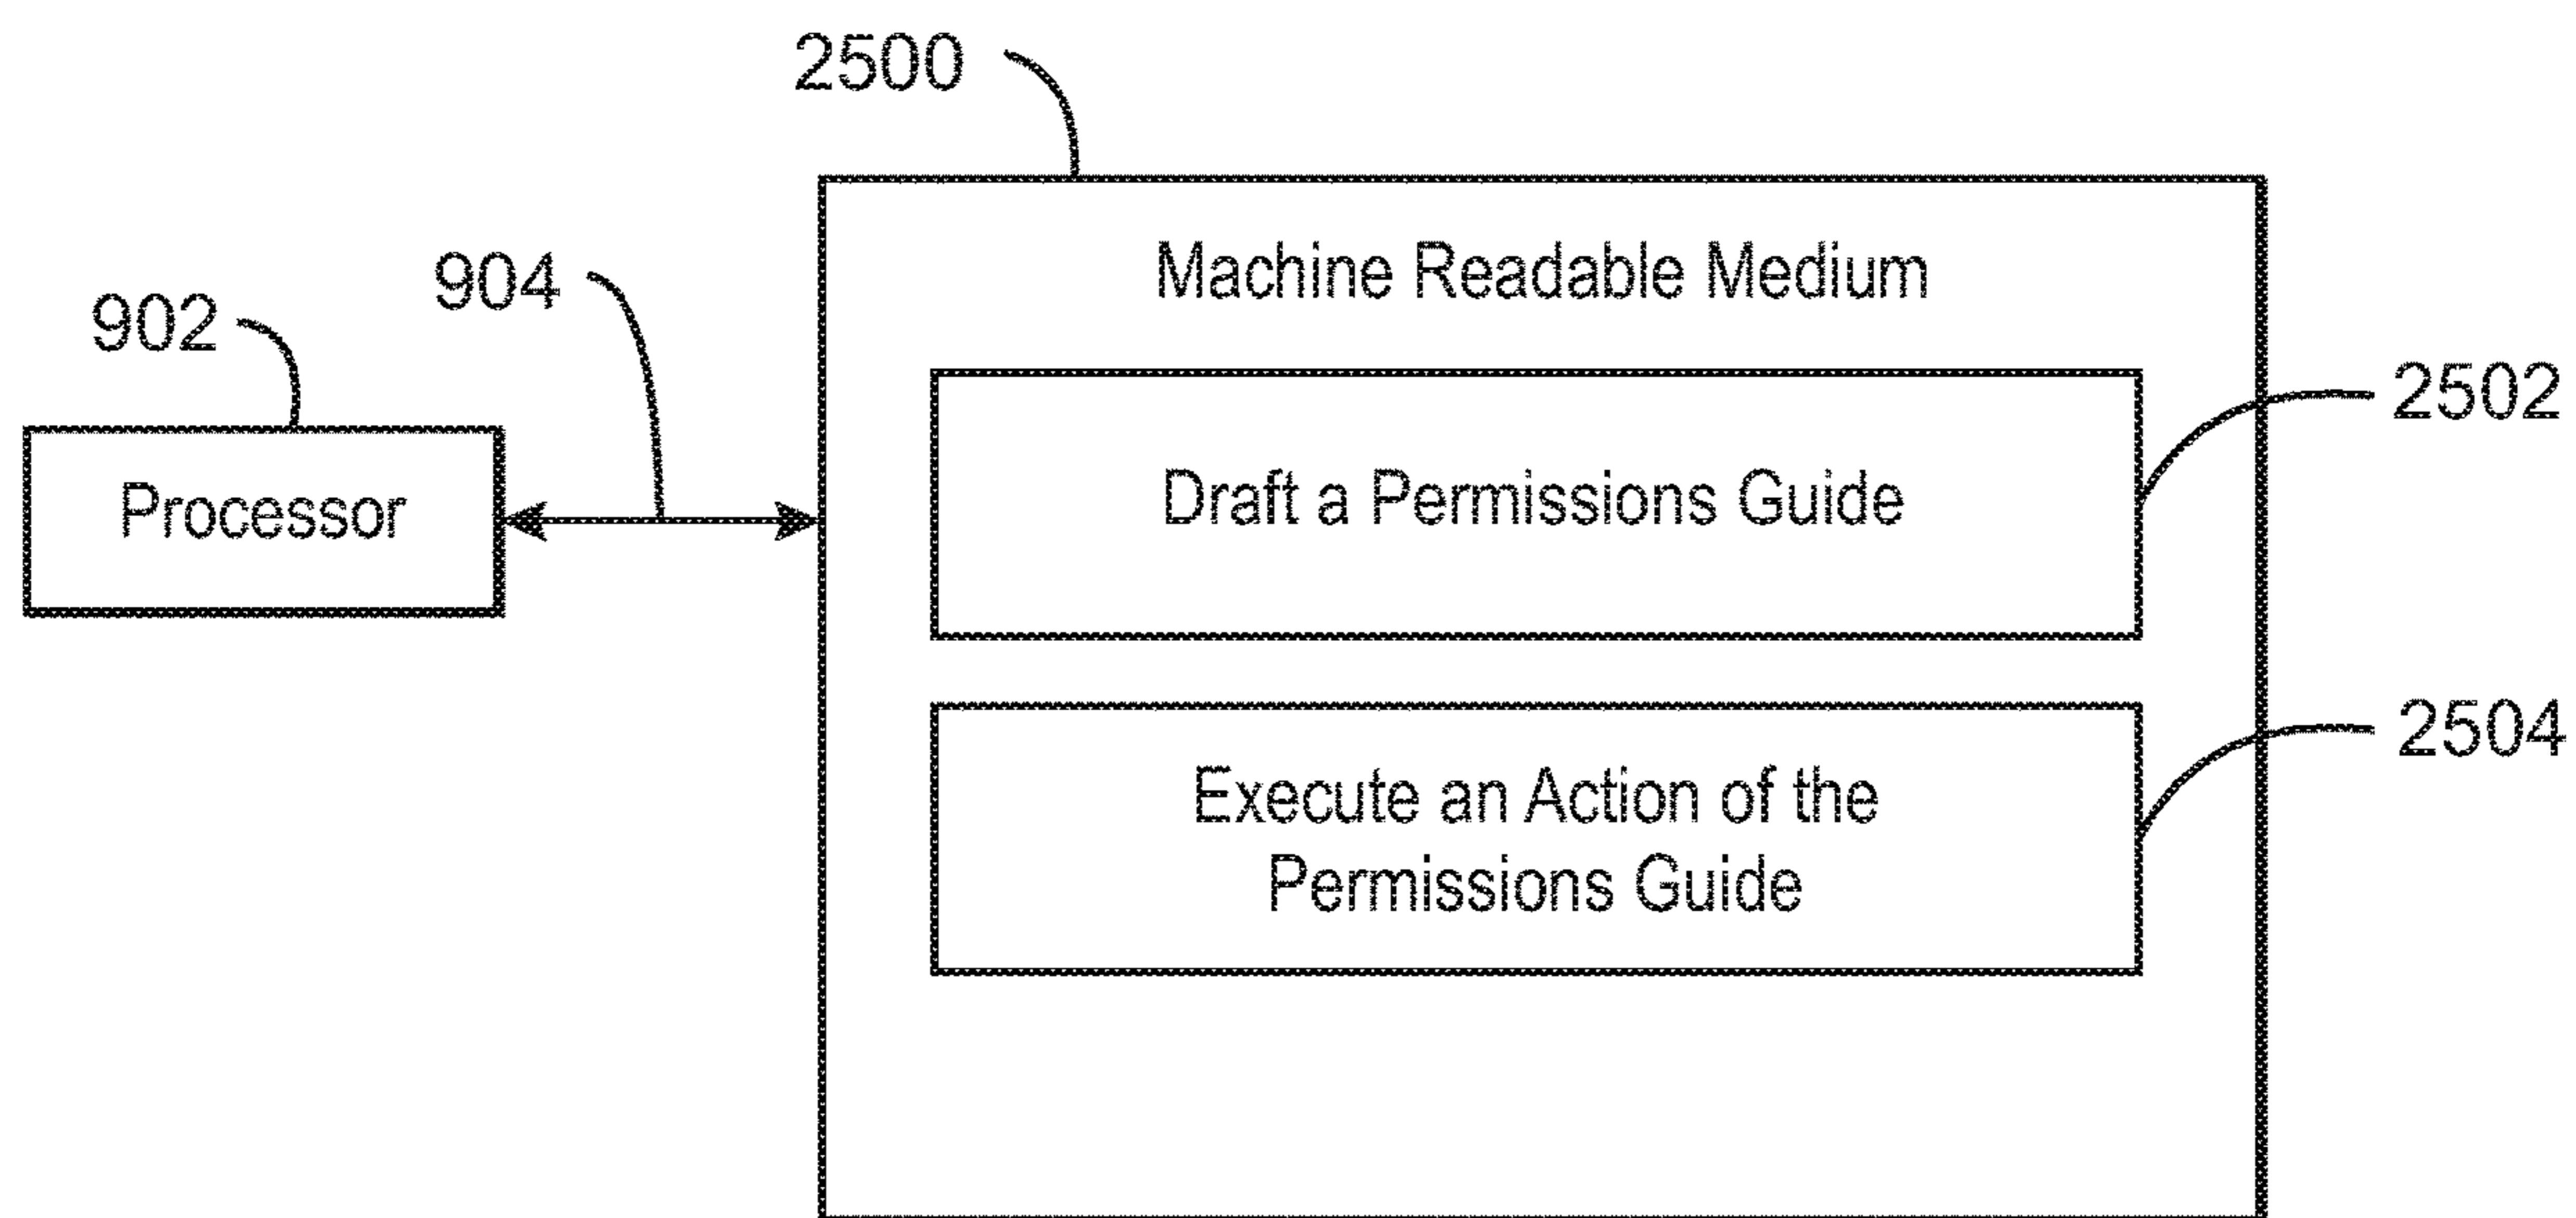 2500
904
902
Machine Readable Medium
Processor
Draft a Permissions Guide
2502
Execute an Action of the
Permissions Guide
2504